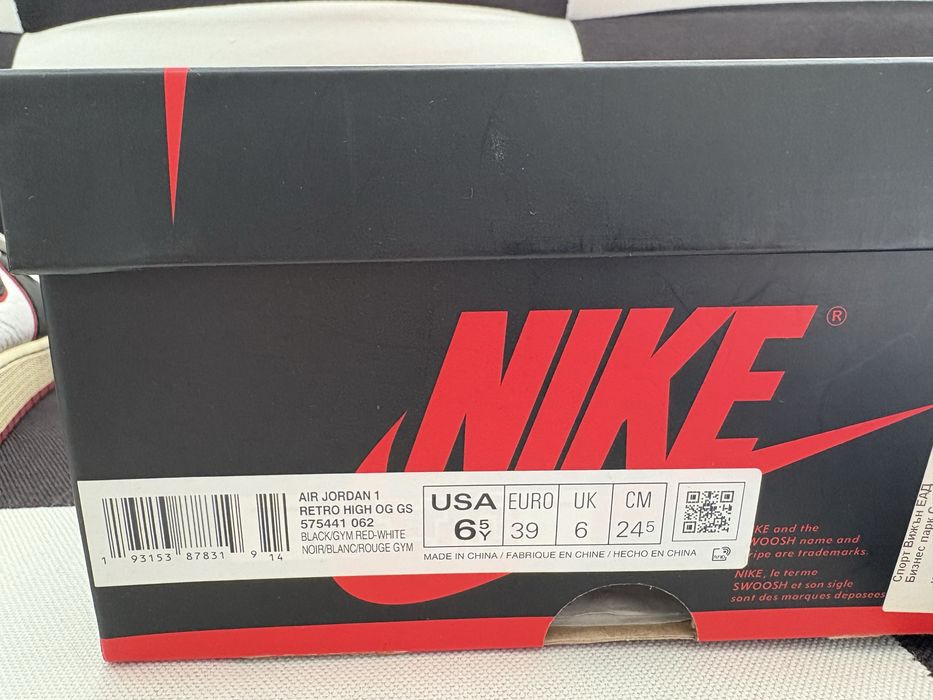 NIKE®
AIR JORDAN 1
RETRO HIGH OG GS
575441 062
BLACK/GYM RED-WHITE
NOIR/BLANC/ROUGE GYM
1 93153 87831 9 14
USA EURO UK CM
6 5 Y 39 6 24 5
MADE IN CHINA / FABRIQUE EN CHINE / HECHO EN CHINA
KE and the
WOOSH name and
ripe are trademarks.
NIKE, le terme
SWOOSH et son sigle
sont des marques deposees
Спорт Вижън ЕАД
Бизнес парк С